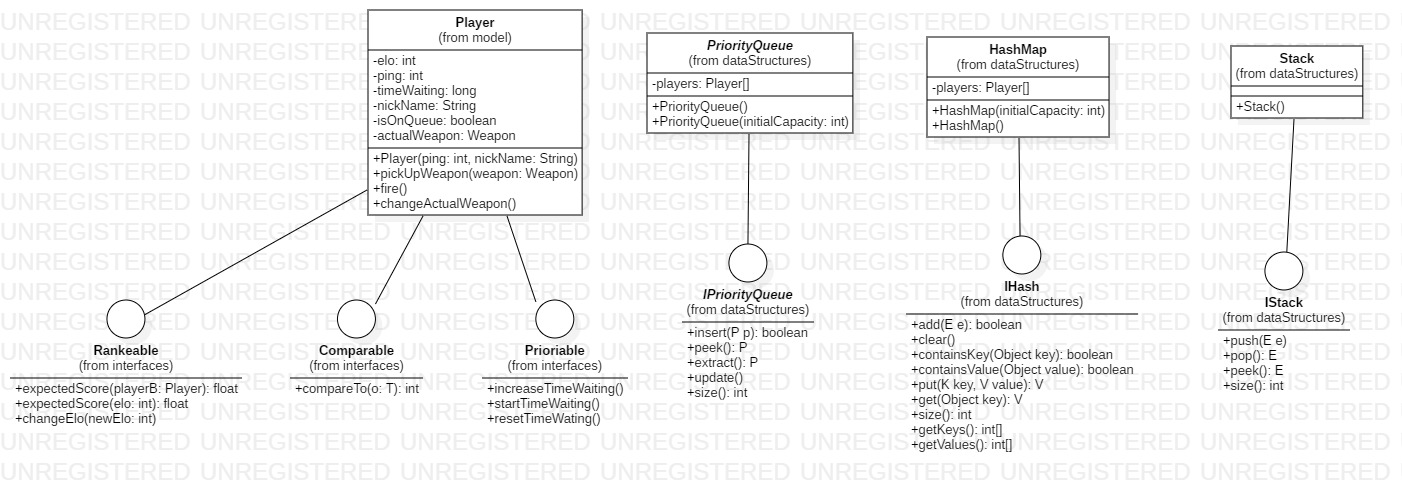 Player
(from model)
-elo: int
-ping: int
-timeWaiting: long
-nickName: String
-isOnQueue: boolean
-actualWeapon: Weapon
+Player(ping: int, nickName: String)
+pickUpWeapon(weapon: Weapon)
+fire()
+changeActualWeapon()
PriorityQueue
(from dataStructures)
-players: Player[]
+PriorityQueue()
+PriorityQueue(initialCapacity: int)
HashMap
(from dataStructures)
-players: Player[]
+HashMap(initialCapacity: int)
+HashMap()
Stack
(from dataStructures)
+Stack()
Rankeable
(from interfaces)
+expectedScore(playerB: Player): float
+expectedScore(elo: int): float
+changeElo(newElo: int)
Comparable
(from interfaces)
+compareTo(o: T): int
Prioriable
(from interfaces)
+increaseTimeWaiting()
+startTimeWaiting()
+resetTimeWating()
IPriorityQueue
(from dataStructures)
+insert(P p): boolean
+peek(): P
+extract(): P
+update()
+size(): int
IHash
(from dataStructures)
+add(E e): boolean
+clear()
+containsKey(Object key): boolean
+containsValue(Object value): boolean
+put(K key, V value): V
+get(Object key): V
+size(): int
+getKeys(): int[]
+getValues(): int[]
IStack
(from dataStructures)
+push(E e)
+pop(): E
+peek(): E
+size(): int
UNREGISTERED